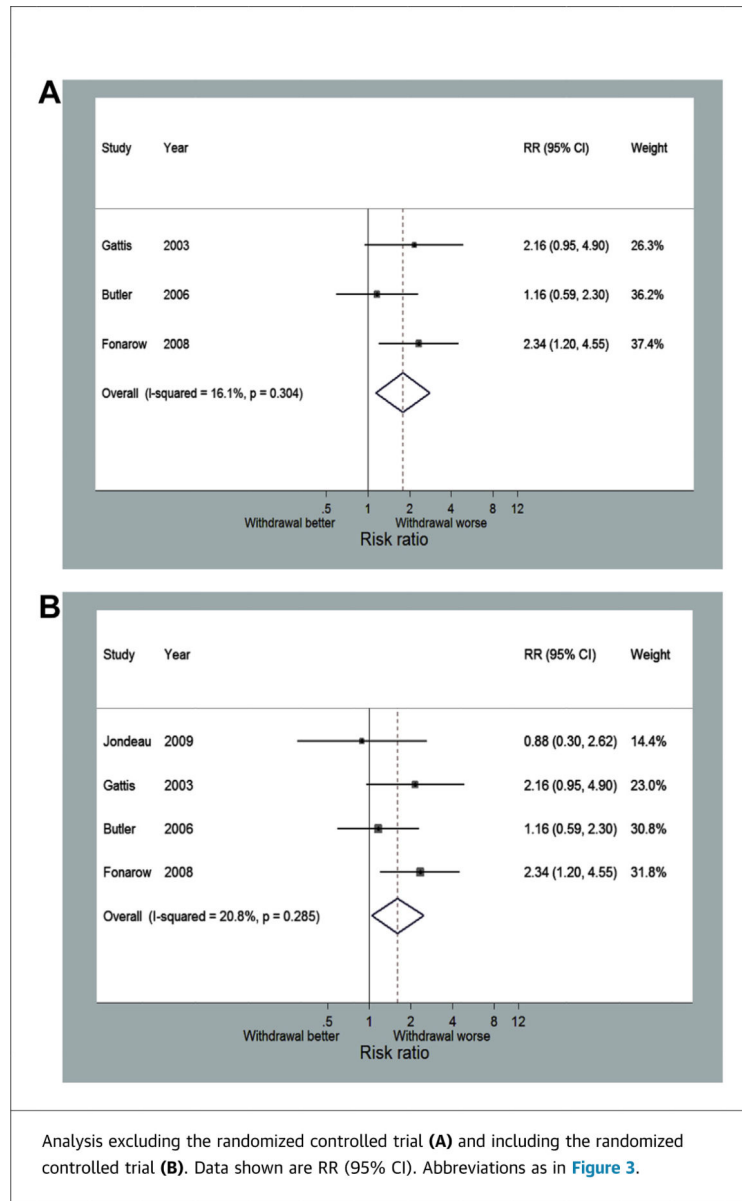 A
Study Year RR (95% CI) Weight
Gattis 2003 2.16 (0.95, 4.90) 26.3%
Butler 2006 1.16 (0.59, 2.30) 36.2%
Fonarow 2008 2.34 (1.20, 4.55) 37.4%
Overall (I-squared = 16.1%, p = 0.304)
.5 1 2 4 8 12
Withdrawal better Withdrawal worse
Risk ratio
B
Study Year RR (95% CI) Weight
Jondeau 2009 0.88 (0.30, 2.62) 14.4%
Gattis 2003 2.16 (0.95, 4.90) 23.0%
Butler 2006 1.16 (0.59, 2.30) 30.8%
Fonarow 2008 2.34 (1.20, 4.55) 31.8%
Overall (I-squared = 20.8%, p = 0.285)
.5 1 2 4 8 12
Withdrawal better Withdrawal worse
Risk ratio
Analysis excluding the randomized controlled trial (A) and including the randomized
controlled trial (B). Data shown are RR (95% CI). Abbreviations as in Figure 3.